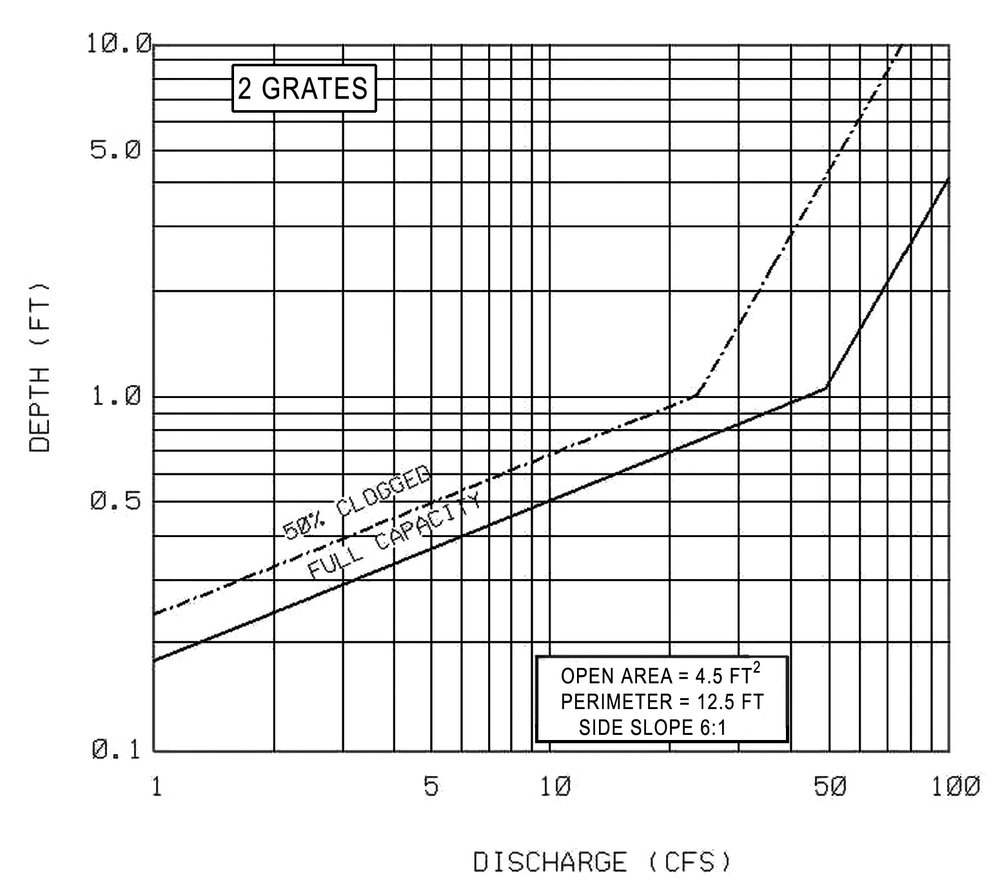 10.0
2 GRATES
5.0
DEPTH (FT)
1.0
50% CLOGGED
0.5
FULL CAPACITY
OPEN AREA = 4.5 FT²
PERIMETER = 12.5 FT
SIDE SLOPE 6:1
0.1
1 5 10 50 100
DISCHARGE (CFS)